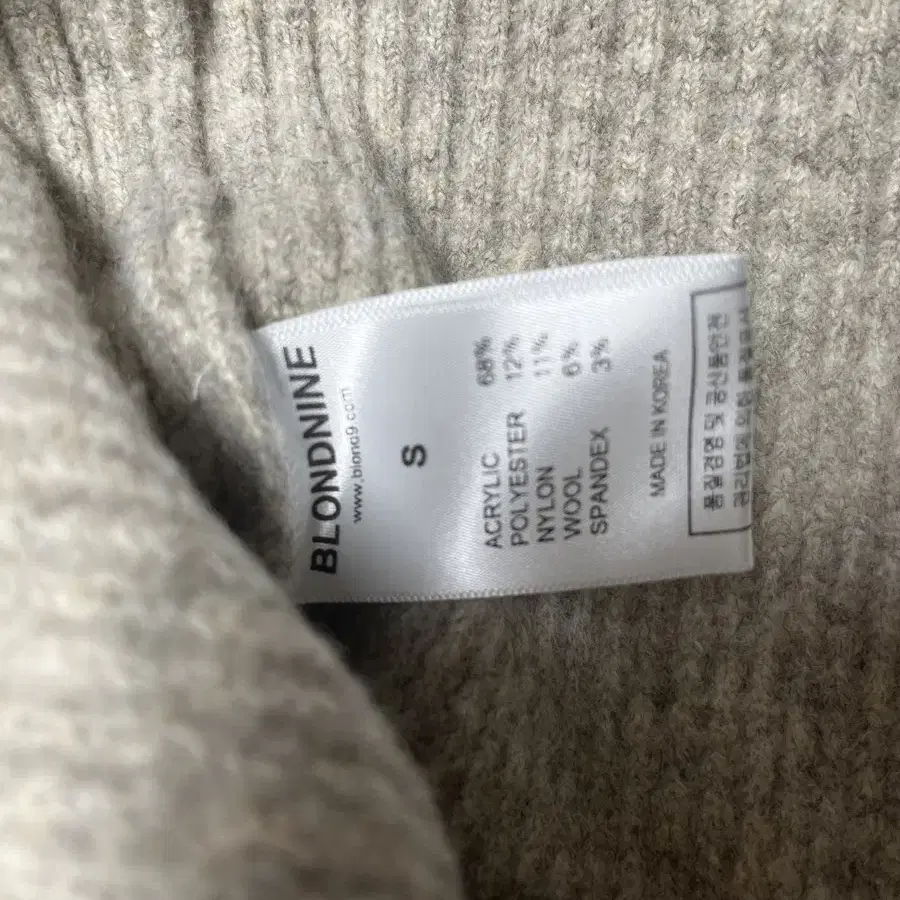 BLONDNINE
www.blond9.com
S
ACRYLIC 68%
POLYESTER 12%
NYLON 11%
WOOL 6%
SPANDEX 3%
MADE IN KOREA